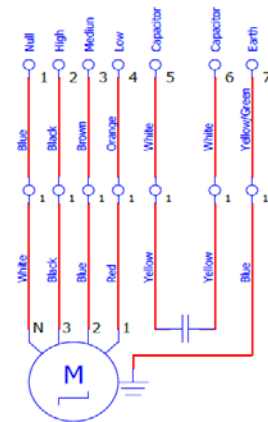 Null High Mediun Low Capacitor Capacitor Earth
1 2 3 4 5 6 7
Blue Black Brown Orange White White Yellow/Green
1 1 1 1 1 1 1
White Black Blue Red Yellow Yellow Blue
N 3 2 1
M